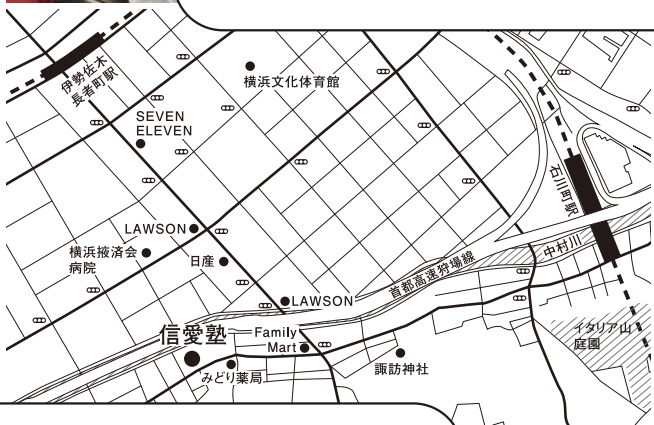 伊勢佐木
長者町駅
横浜文化体育館
SEVEN
ELEVEN
石川町駅
LAWSON
横浜掖済会
病院
日産
中村川
首都高速狩場線
LAWSON
信愛塾
Family
Mart
イタリア山
庭園
みどり薬局
諏訪神社